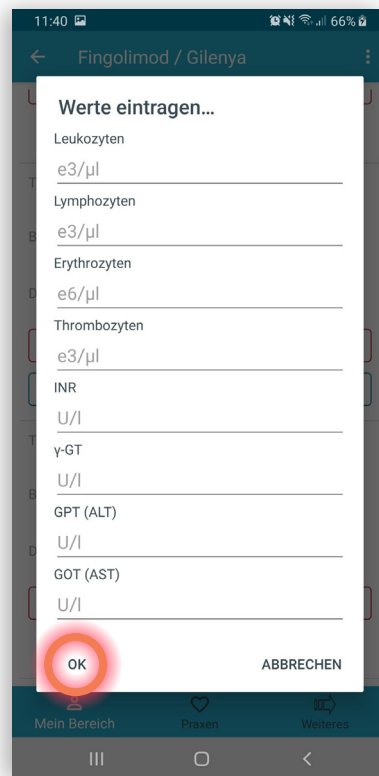 11:40 66%
Fingolimod / Gilenya
Werte eintragen...
Leukozyten
e3/µl
Lymphozyten
e3/µl
Erythrozyten
e6/µl
Thrombozyten
e3/µl
INR
U/l
γ-GT
U/l
GPT (ALT)
U/l
GOT (AST)
U/l
OK ABBRECHEN
Mein Bereich Praxen Weiteres